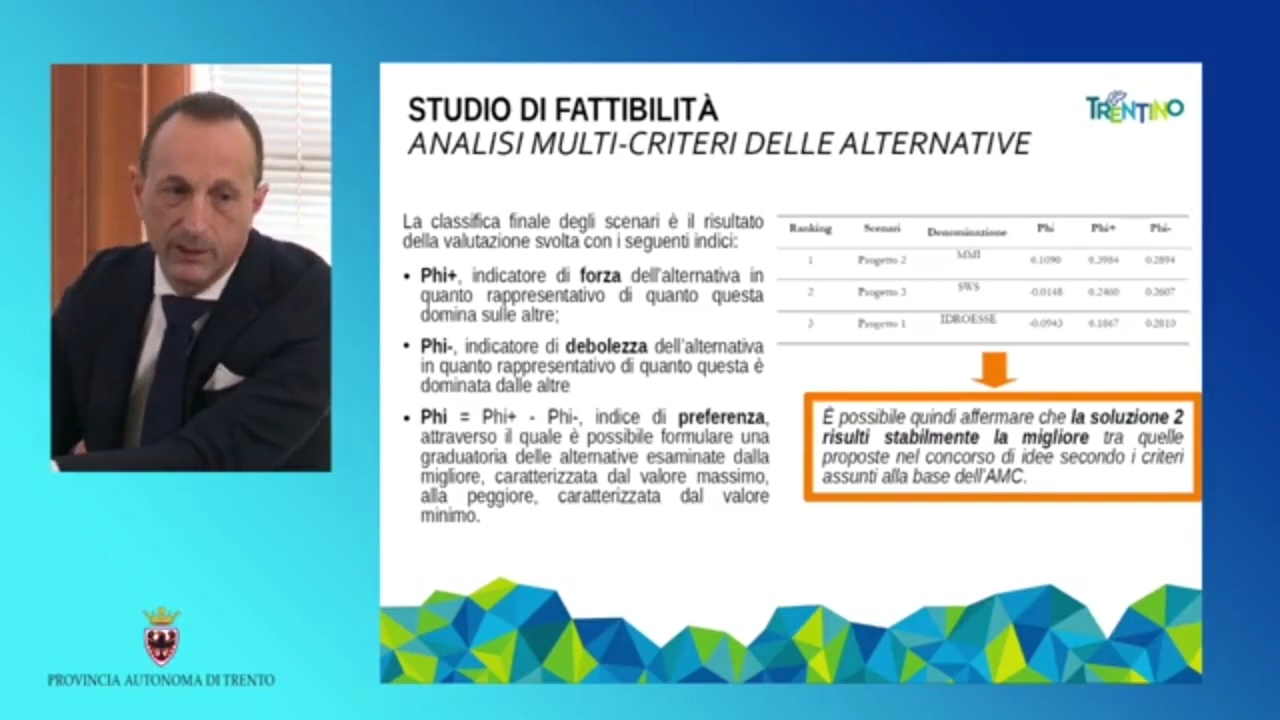 STUDIO DI FATTIBILITÀ
ANALISI MULTI-CRITERI DELLE ALTERNATIVE
TRENTINO
La classifica finale degli scenari è il risultato
della valutazione svolta con i seguenti indici:
• Phi+, indicatore di forza dell'alternativa in
quanto rappresentativo di quanto questa
domina sulle altre;
• Phi-, indicatore di debolezza dell'alternativa
in quanto rappresentativo di quanto questa è
dominata dalle altre
• Phi = Phi+ - Phi-, indice di preferenza,
attraverso il quale è possibile formulare una
graduatoria delle alternative esaminate dalla
migliore, caratterizzata dal valore massimo,
alla peggiore, caratterizzata dal valore
minimo.
Ranking Scenari Denominazione Phi Phi+ Phi-
1 Progetto 2 MMI 0.1090 0.3984 0.2894
2 Progetto 3 SWS -0.0148 0.2460 0.2607
3 Progetto 1 IDROESSE -0.0943 0.1867 0.2810
È possibile quindi affermare che la soluzione 2
risulti stabilmente la migliore tra quelle
proposte nel concorso di idee secondo i criteri
assunti alla base dell'AMC.
PROVINCIA AUTONOMA DI TRENTO